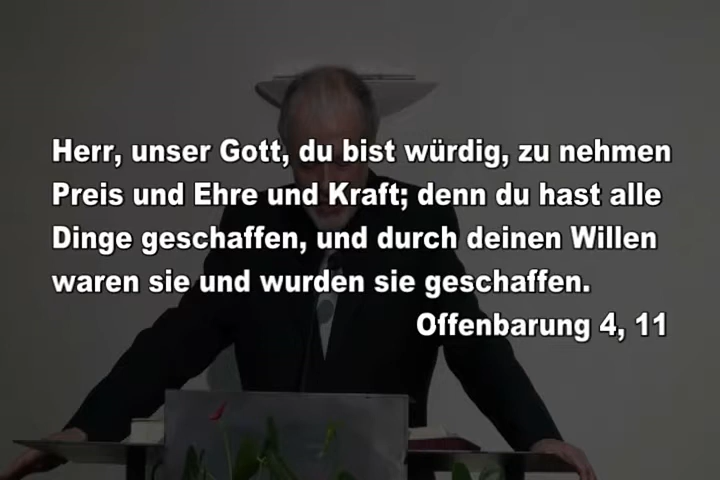 Herr, unser Gott, du bist würdig, zu nehmen
Preis und Ehre und Kraft; denn du hast alle
Dinge geschaffen, und durch deinen Willen
waren sie und wurden sie geschaffen.
Offenbarung 4, 11